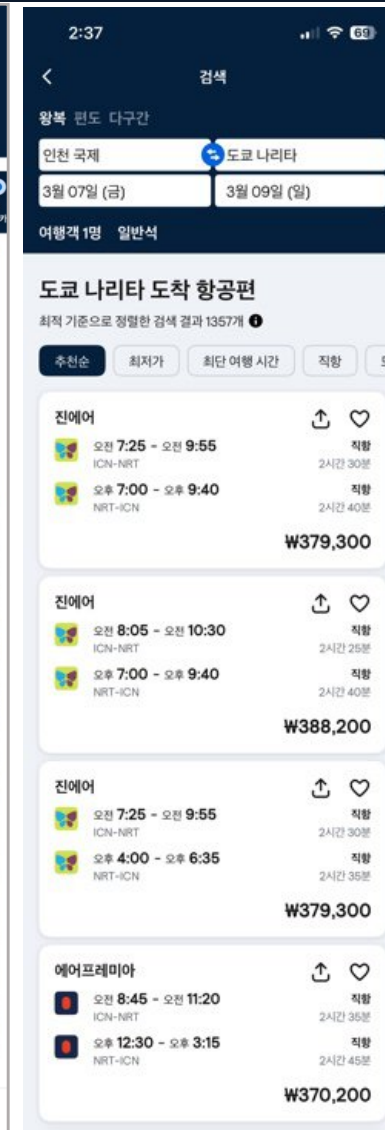 2:37
69
검색
왕복 편도 다구간
인천 국제
도쿄 나리타
3월 07일 (금)
3월 09일 (일)
여행객 1명 일반석
도쿄 나리타 도착 항공편
최적 기준으로 정렬한 검색 결과 1357개
추천순 최저가 최단 여행 시간 직항
진에어
오전 7:25 - 오전 9:55 직항
ICN-NRT 2시간 30분
오후 7:00 - 오후 9:40 직항
NRT-ICN 2시간 40분
₩379,300
진에어
오전 8:05 - 오전 10:30 직항
ICN-NRT 2시간 25분
오후 7:00 - 오후 9:40 직항
NRT-ICN 2시간 40분
₩388,200
진에어
오전 7:25 - 오전 9:55 직항
ICN-NRT 2시간 30분
오후 4:00 - 오후 6:35 직항
NRT-ICN 2시간 35분
₩379,300
에어프레미아
오전 8:45 - 오전 11:20 직항
ICN-NRT 2시간 35분
오후 12:30 - 오후 3:15 직항
NRT-ICN 2시간 45분
₩370,200